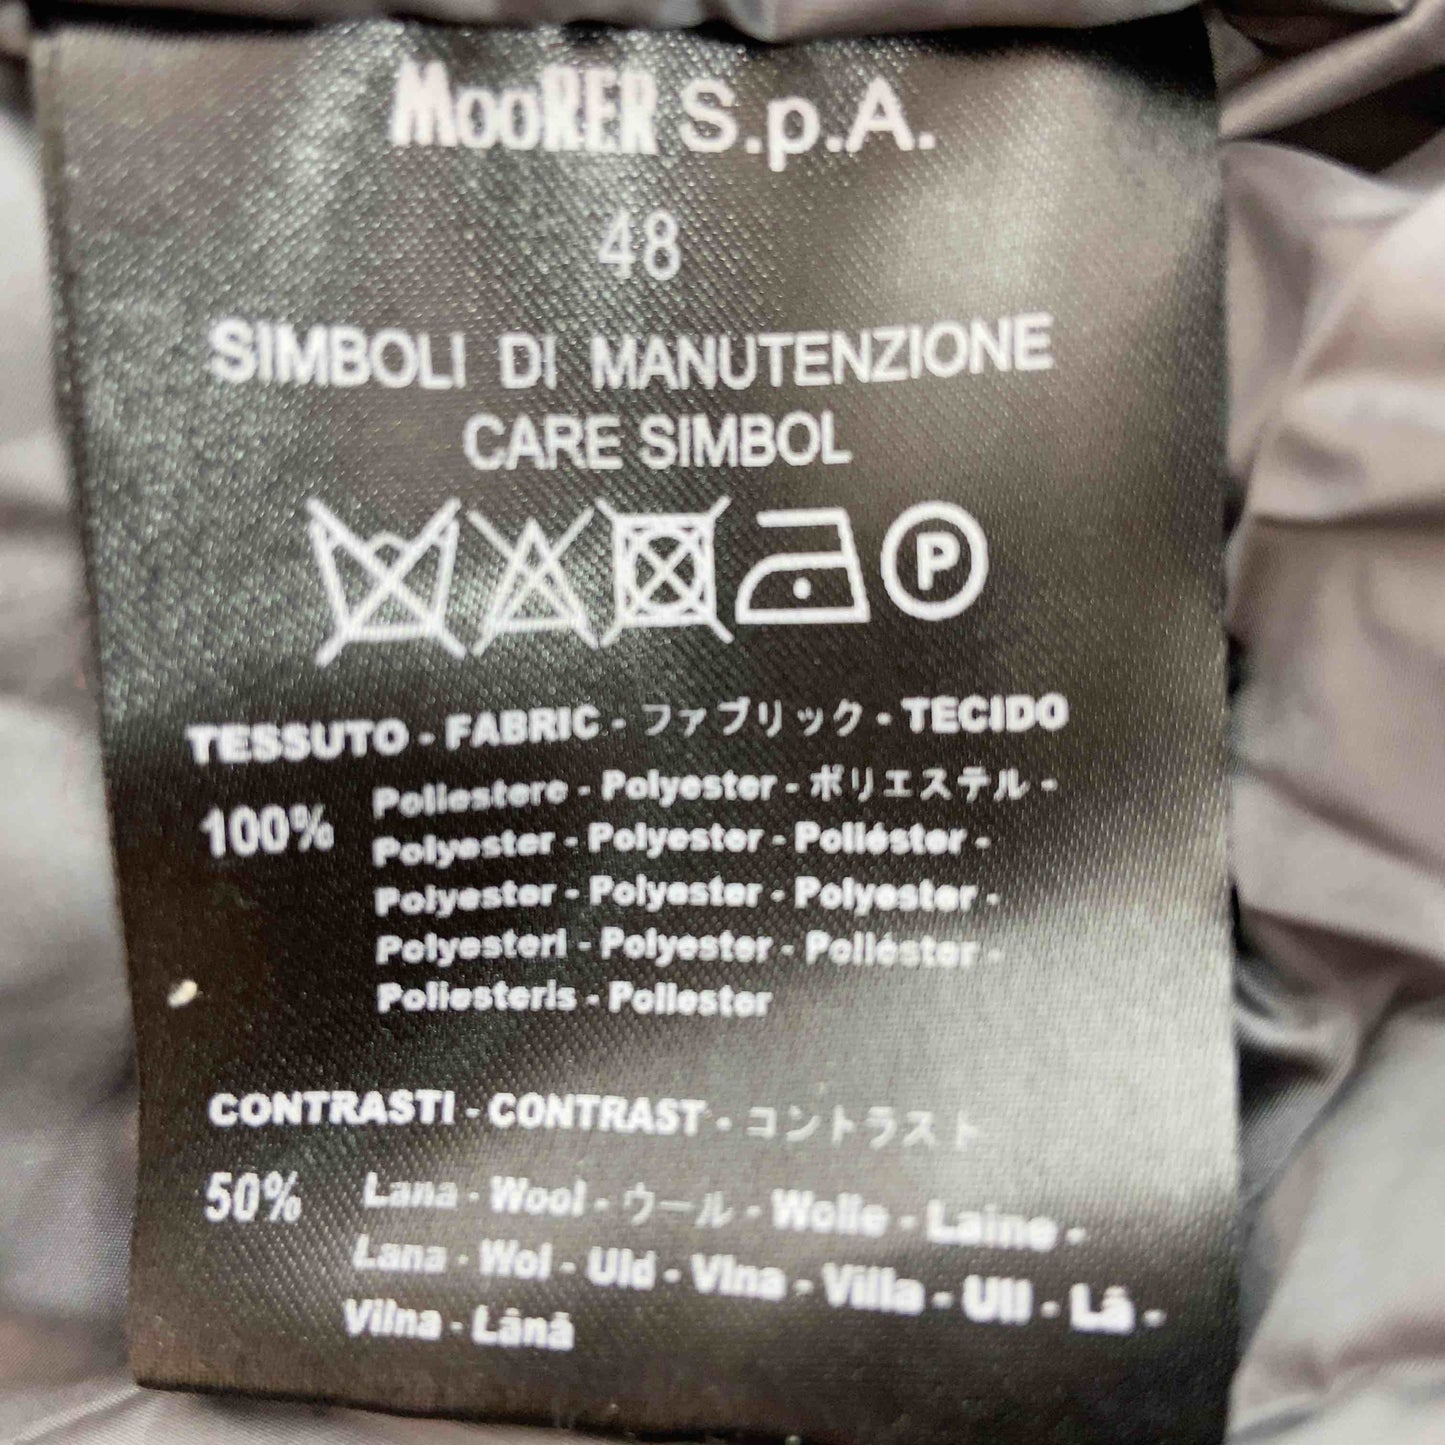 MOORER S.p.A.
48
SIMBOLI DI MANUTENZIONE
CARE SIMBOL
P
TESSUTO - FABRIC - ファブリック - TECIDO
100% Poliestere - Polyester - ポリエステル -
Polyester - Polyester - Poliéster -
Polyester - Polyester - Polyester -
Polyesteri - Polyester - Poliéster -
Poliesteris - Poliester
CONTRASTI - CONTRAST - コントラスト
50% Lana - Wool - ウール - Wolle - Laine -
Lana - Wol - Uld - Vlna - Villa - Ull - Lã -
Vilna - Lână